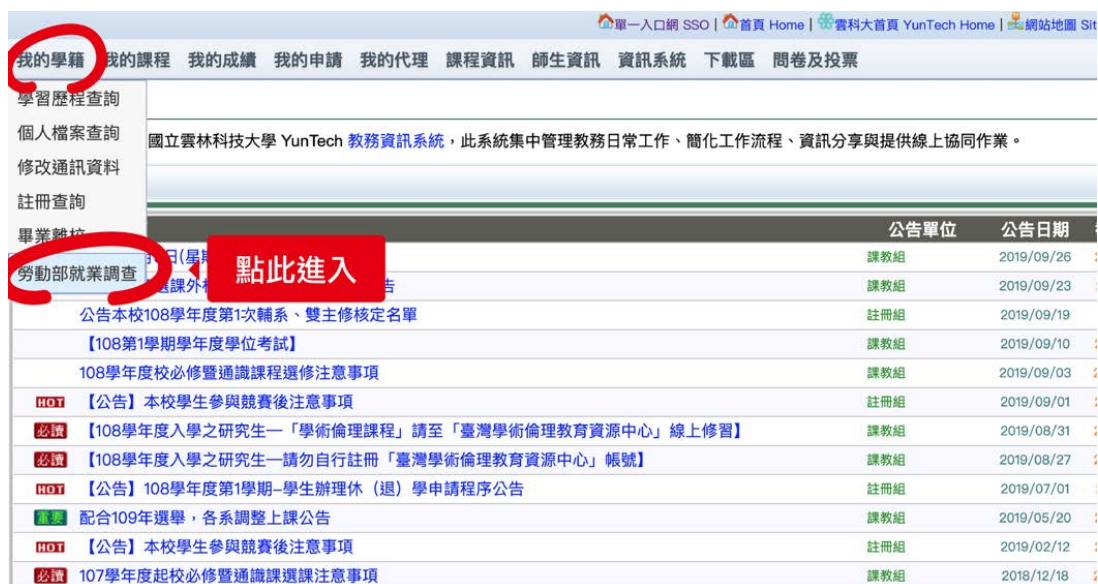 單一入口網 SSO | 首頁 Home | 雲科大首頁 YunTech Home | 網站地圖 Sit
我的學籍 我的課程 我的成績 我的申請 我的代理 課程資訊 師生資訊 資訊系統 下載區 問卷及投票
學習歷程查詢
個人檔案查詢
國立雲林科技大學 YunTech 教務資訊系統，此系統集中管理教務日常工作、簡化工作流程、資訊分享與提供線上協同作業。
修改通訊資料
註冊查詢
畢業離校
公告單位 公告日期
日(星期 課教組 2019/09/26
勞動部就業調查
點此進入
選課外 告 課教組 2019/09/23
公告本校108學年度第1次輔系、雙主修核定名單 註冊組 2019/09/19
【108第1學期學年度學位考試】 課教組 2019/09/10
108學年度校必修暨通識課程選修注意事項 課教組 2019/09/03
HOT 【公告】本校學生參與競賽後注意事項 註冊組 2019/09/01
必讀 【108學年度入學之研究生—「學術倫理課程」請至「臺灣學術倫理教育資源中心」線上修習】 課教組 2019/08/31
必讀 【108學年度入學之研究生—請勿自行註冊「臺灣學術倫理教育資源中心」帳號】 課教組 2019/08/27
HOT 【公告】108學年度第1學期–學生辦理休（退）學申請程序公告 註冊組 2019/07/01
重要 配合109年選舉，各系調整上課公告 課教組 2019/05/20
HOT 【公告】本校學生參與競賽後注意事項 註冊組 2019/02/12
必讀 107學年度起校必修暨通識課選課注意事項 課教組 2018/12/18